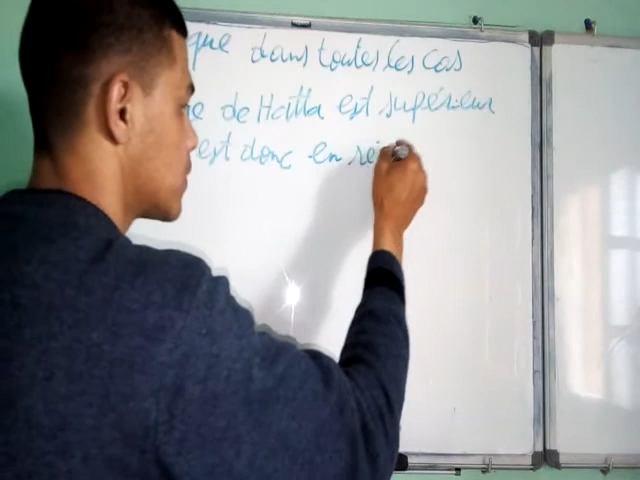 que dans toutes les cas
de Hatta est supérieur
est donc en